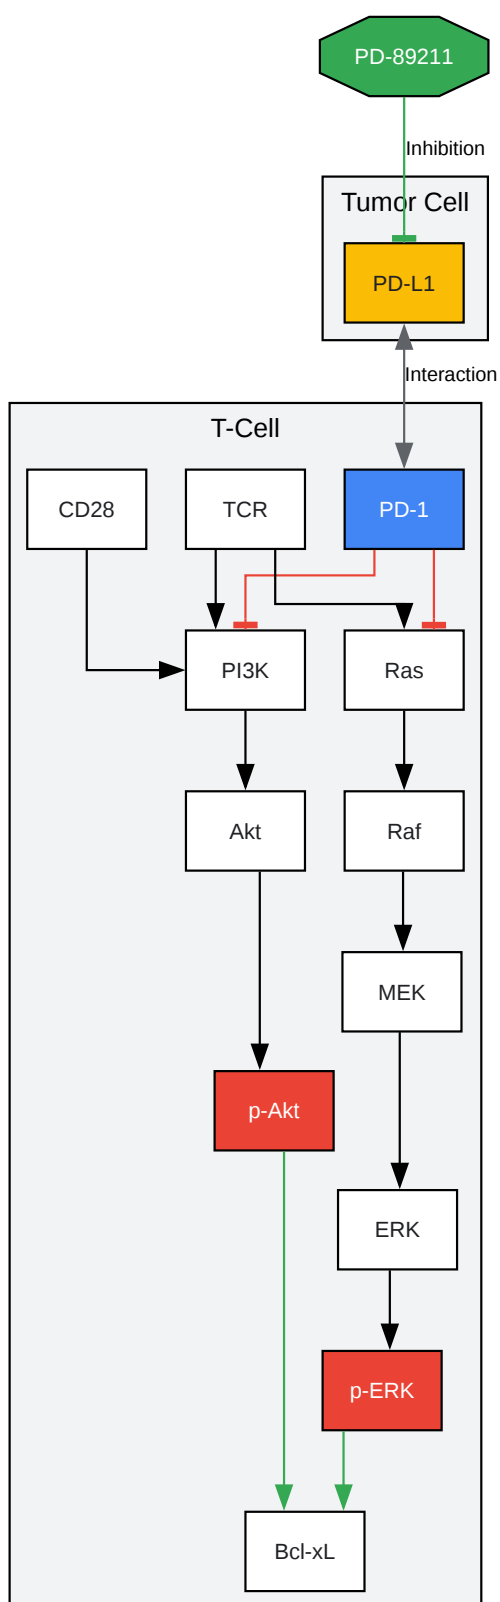 PD-89211
Inhibition
Tumor Cell
PD-L1
Interaction
T-Cell
CD28
TCR
PD-1
PI3K
Ras
Akt
Raf
MEK
p-Akt
ERK
p-ERK
Bcl-xL